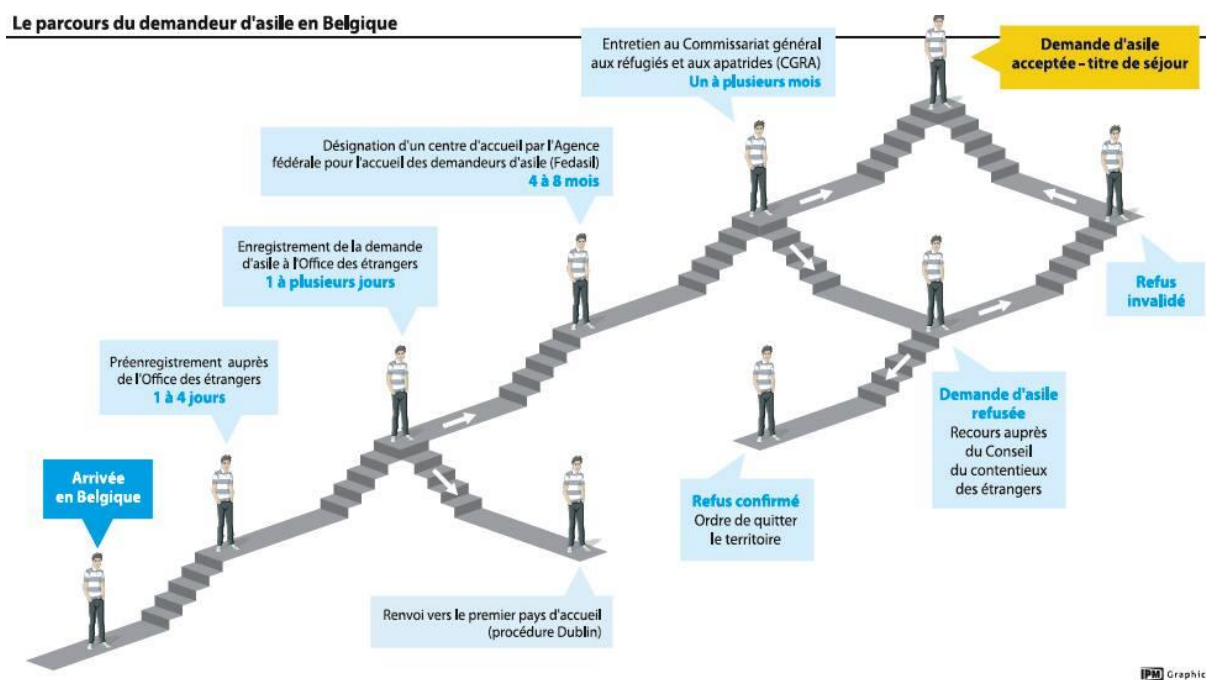 Le parcours du demandeur d'asile en Belgique
Arrivée
en Belgique
Préenregistrement auprès
de l'Office des étrangers
1 à 4 jours
Enregistrement de la demande
d'asile à l'Office des étrangers
1 à plusieurs jours
Renvoi vers le premier pays d'accueil
(procédure Dublin)
Désignation d'un centre d'accueil par l'Agence
fédérale pour l'accueil des demandeurs d'asile (Fedasil)
4 à 8 mois
Entretien au Commissariat général
aux réfugiés et aux apatrides (CGRA)
Un à plusieurs mois
Demande d'asile
acceptée – titre de séjour
Demande d'asile
refusée
Recours auprès
du Conseil
du contentieux
des étrangers
Refus
invalidé
Refus confirmé
Ordre de quitter
le territoire
IPM Graphic